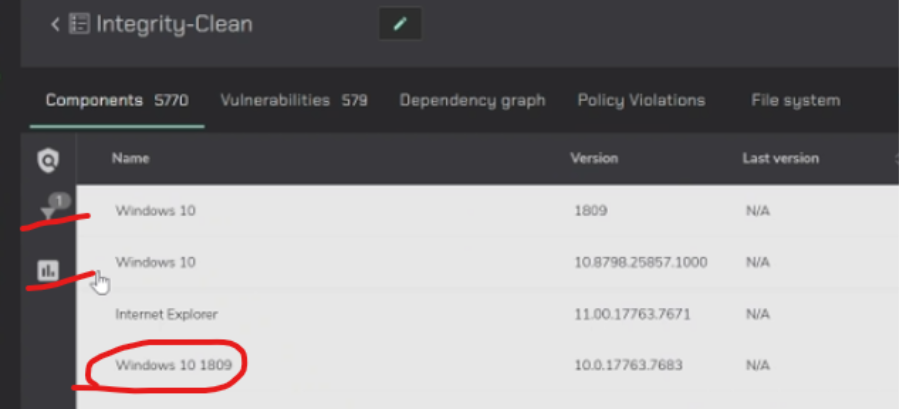 Integrity-Clean
Components 5770 Vulnerabilities 579 Dependency graph Policy Violations File system
Name Version Last version
1
Windows 10 1809 N/A
Windows 10 10.8798.25857.1000 N/A
Internet Explorer 11.00.17763.7671 N/A
Windows 10 1809 10.0.17763.7683 N/A